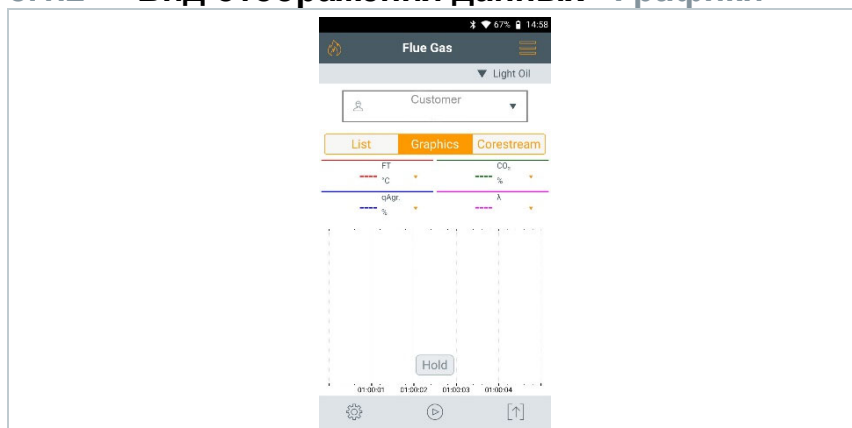 Вид отображения данных "Графики"
67% 14:58
Flue Gas
Light Oil
Customer
List Graphics Corestream
FT CO₂
---- °C ---- %
qAgr. λ
---- % ----
Hold
01:00:01 01:00:02 01:00:03 01:00:04